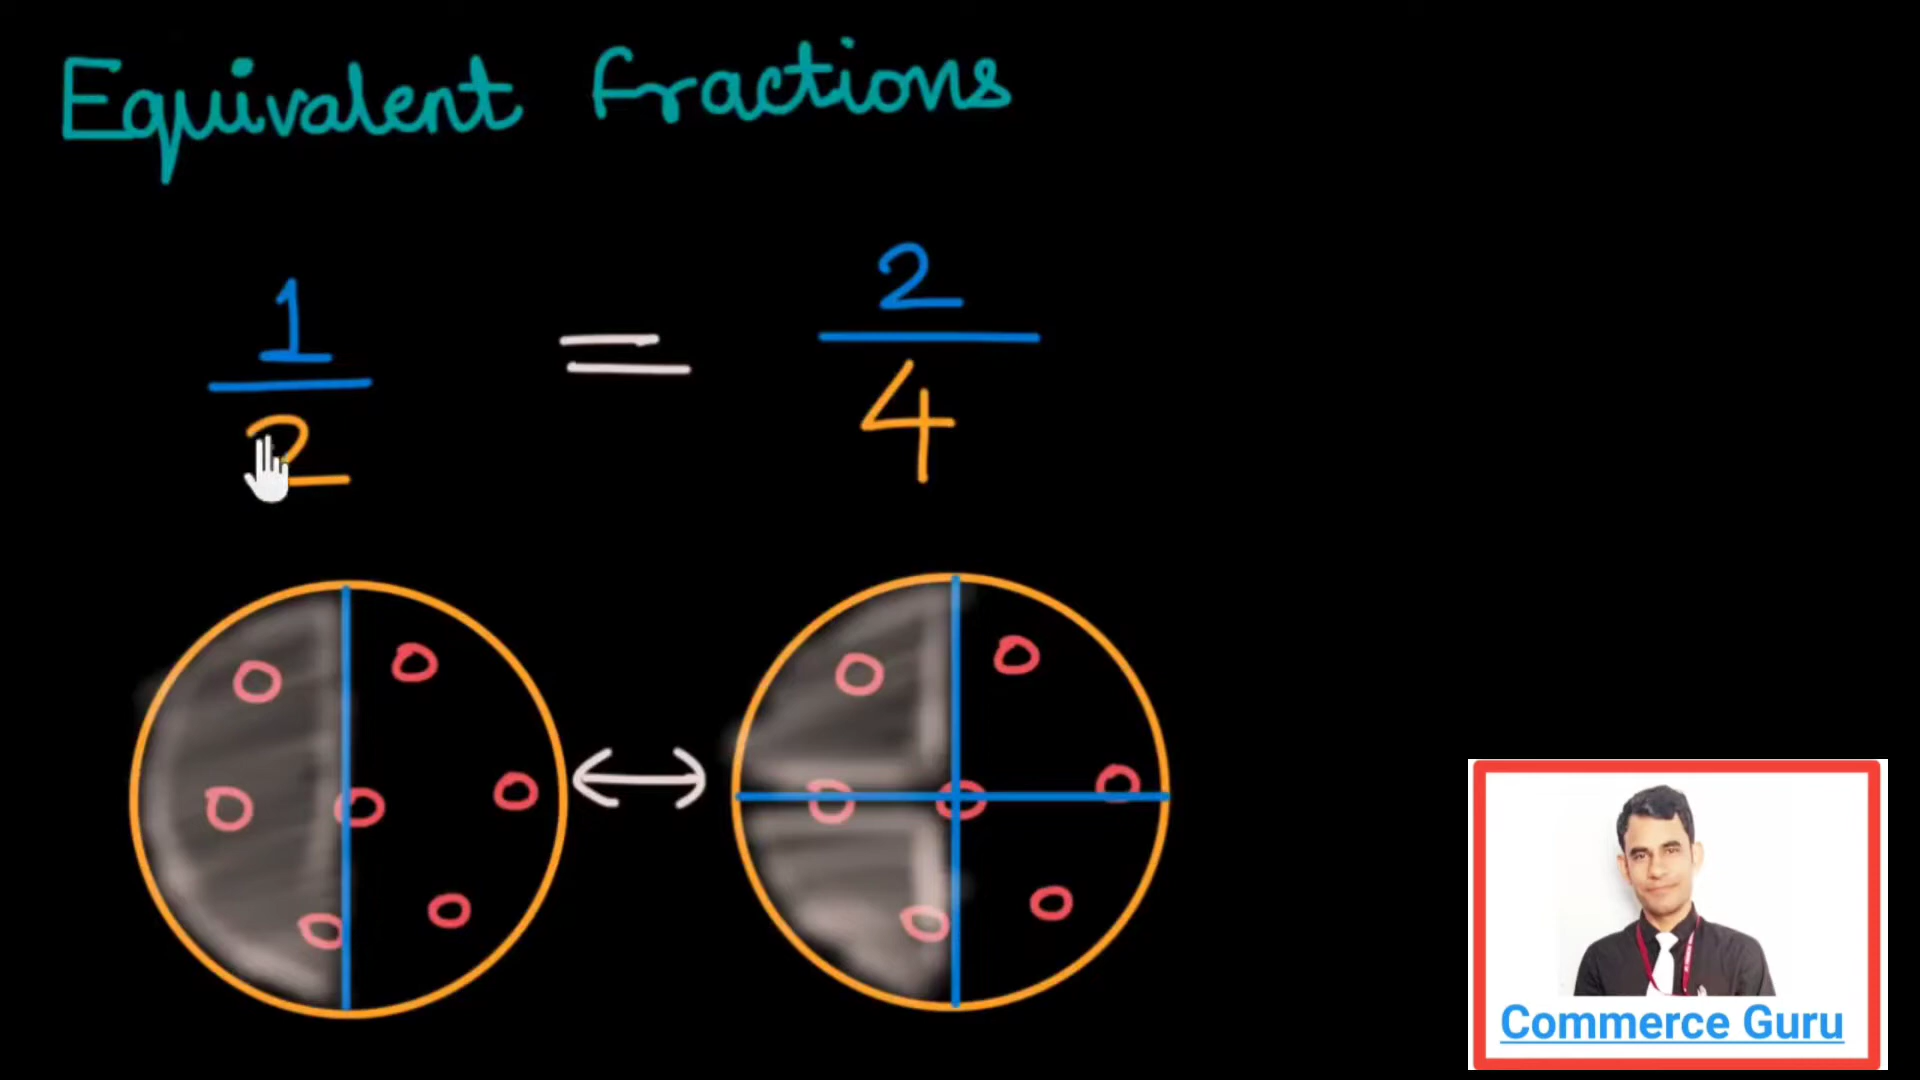 Equivalent fractions
1/2 = 2/4
Commerce Guru